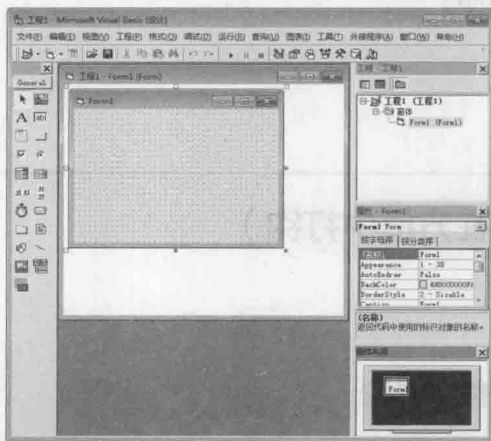 工程1 - Microsoft Visual Basic [设计]
文件(F) 编辑(E) 视图(V) 工程(P) 格式(O) 调试(D) 运行(R) 查询(U) 图表(I) 工具(T) 外接程序(A) 窗口(W) 帮助(H)
General
工程1 - Form1 (Form)
Form1
工程 - 工程1
工程1 (工程1)
窗体
Form1 (Form1)
属性 - Form1
Form1 Form
按字母序 按分类序
(名称) Form1
Appearance 1 - 3D
AutoRedraw False
BackColor
BorderStyle 2 - Sizable
Caption Form1
(名称)
返回代码中使用的标识对象的名称。
窗体布局
Form